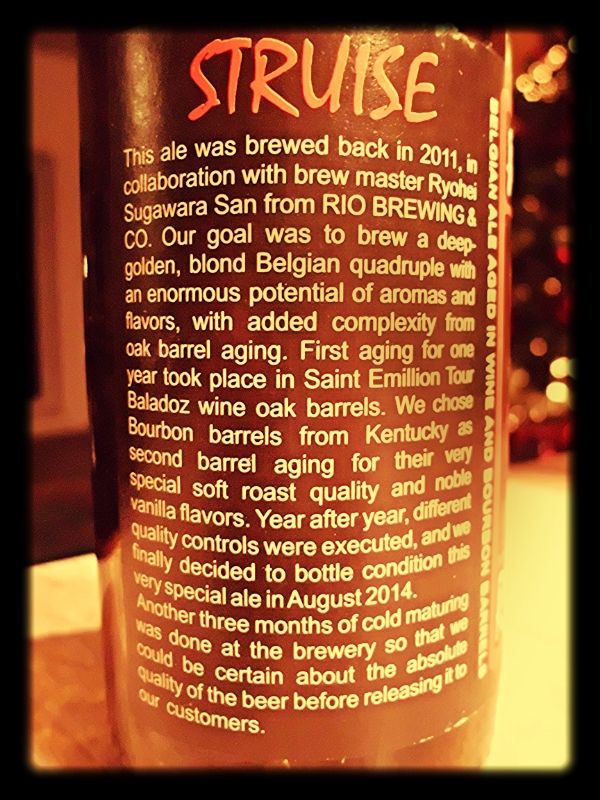 STRUISE
This ale was brewed back in 2011, in
collaboration with brew master Ryohei
Sugawara San from RIO BREWING &
CO. Our goal was to brew a deep-
golden, blond Belgian quadruple with
an enormous potential of aromas and
flavors, with added complexity from
oak barrel aging. First aging for one
year took place in Saint Emillion Tour
Baladoz wine oak barrels. We chose
Bourbon barrels from Kentucky as
second barrel aging for their very
special soft roast quality and noble
vanilla flavors. Year after year, different
quality controls were executed, and we
finally decided to bottle condition this
very special ale in August 2014.
Another three months of cold maturing
was done at the brewery so that we
could be certain about the absolute
quality of the beer before releasing it to
our customers.
BELGIAN ALE AGED IN WINE AND BOURBON BARRELS